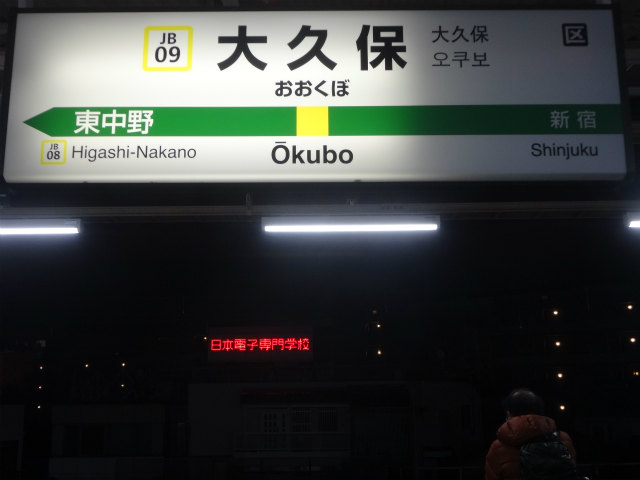 JB
09
大久保
大久保
오쿠보
区
おおくぼ
東中野
新宿
JB
08
Higashi-Nakano
Ōkubo
Shinjuku
日本電子専門学校